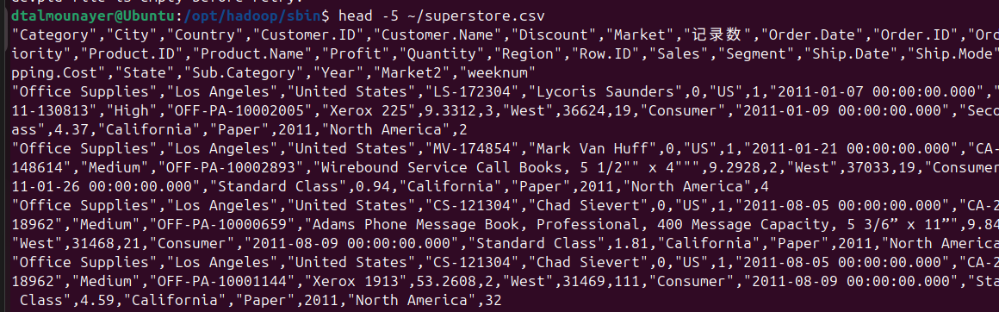 dtalmounayer@Ubuntu:/opt/hadoop/sbin$ head -5 ~/superstore.csv
"Category","City","Country","Customer.ID","Customer.Name","Discount","Market","记录数","Order.Date","Order.ID","Ord
iority","Product.ID","Product.Name","Profit","Quantity","Region","Row.ID","Sales","Segment","Ship.Date","Ship.Mode"
pping.Cost","State","Sub.Category","Year","Market2","weeknum"
"Office Supplies","Los Angeles","United States","LS-172304","Lycoris Saunders",0,"US",1,"2011-01-07 00:00:00.000","
11-130813","High","OFF-PA-10002005","Xerox 225",9.3312,3,"West",36624,19,"Consumer","2011-01-09 00:00:00.000","Seco
ass",4.37,"California","Paper",2011,"North America",2
"Office Supplies","Los Angeles","United States","MV-174854","Mark Van Huff",0,"US",1,"2011-01-21 00:00:00.000","CA-
148614","Medium","OFF-PA-10002893","Wirebound Service Call Books, 5 1/2"" x 4""",9.2928,2,"West",37033,19,"Consumer
11-01-26 00:00:00.000","Standard Class",0.94,"California","Paper",2011,"North America",4
"Office Supplies","Los Angeles","United States","CS-121304","Chad Sievert",0,"US",1,"2011-08-05 00:00:00.000","CA-2
18962","Medium","OFF-PA-10000659","Adams Phone Message Book, Professional, 400 Message Capacity, 5 3/6” x 11”",9.84
"West",31468,21,"Consumer","2011-08-09 00:00:00.000","Standard Class",1.81,"California","Paper",2011,"North America
"Office Supplies","Los Angeles","United States","CS-121304","Chad Sievert",0,"US",1,"2011-08-05 00:00:00.000","CA-2
18962","Medium","OFF-PA-10001144","Xerox 1913",53.2608,2,"West",31469,111,"Consumer","2011-08-09 00:00:00.000","Sta
Class",4.59,"California","Paper",2011,"North America",32